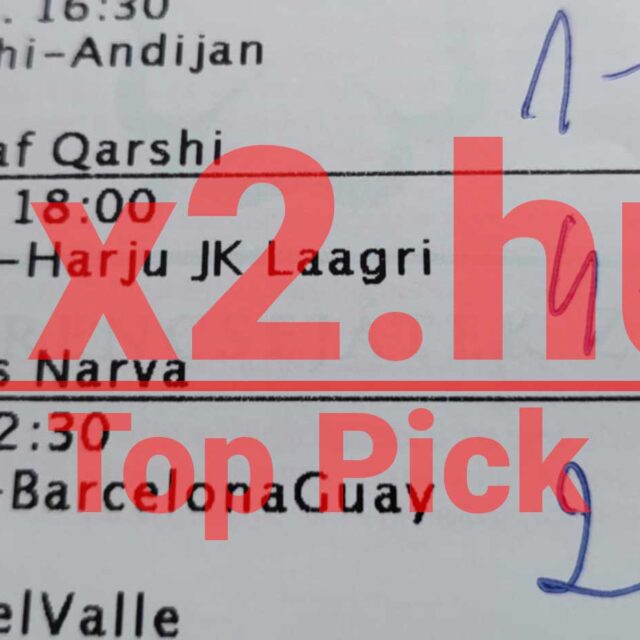 . 16:30
hi-Andijan
1-
af Qarshi
18:00
-Harju JK Laagri
4
x2.hu
s Narva
2:30
Top Pick
-BarcelonaGuay
2
elValle